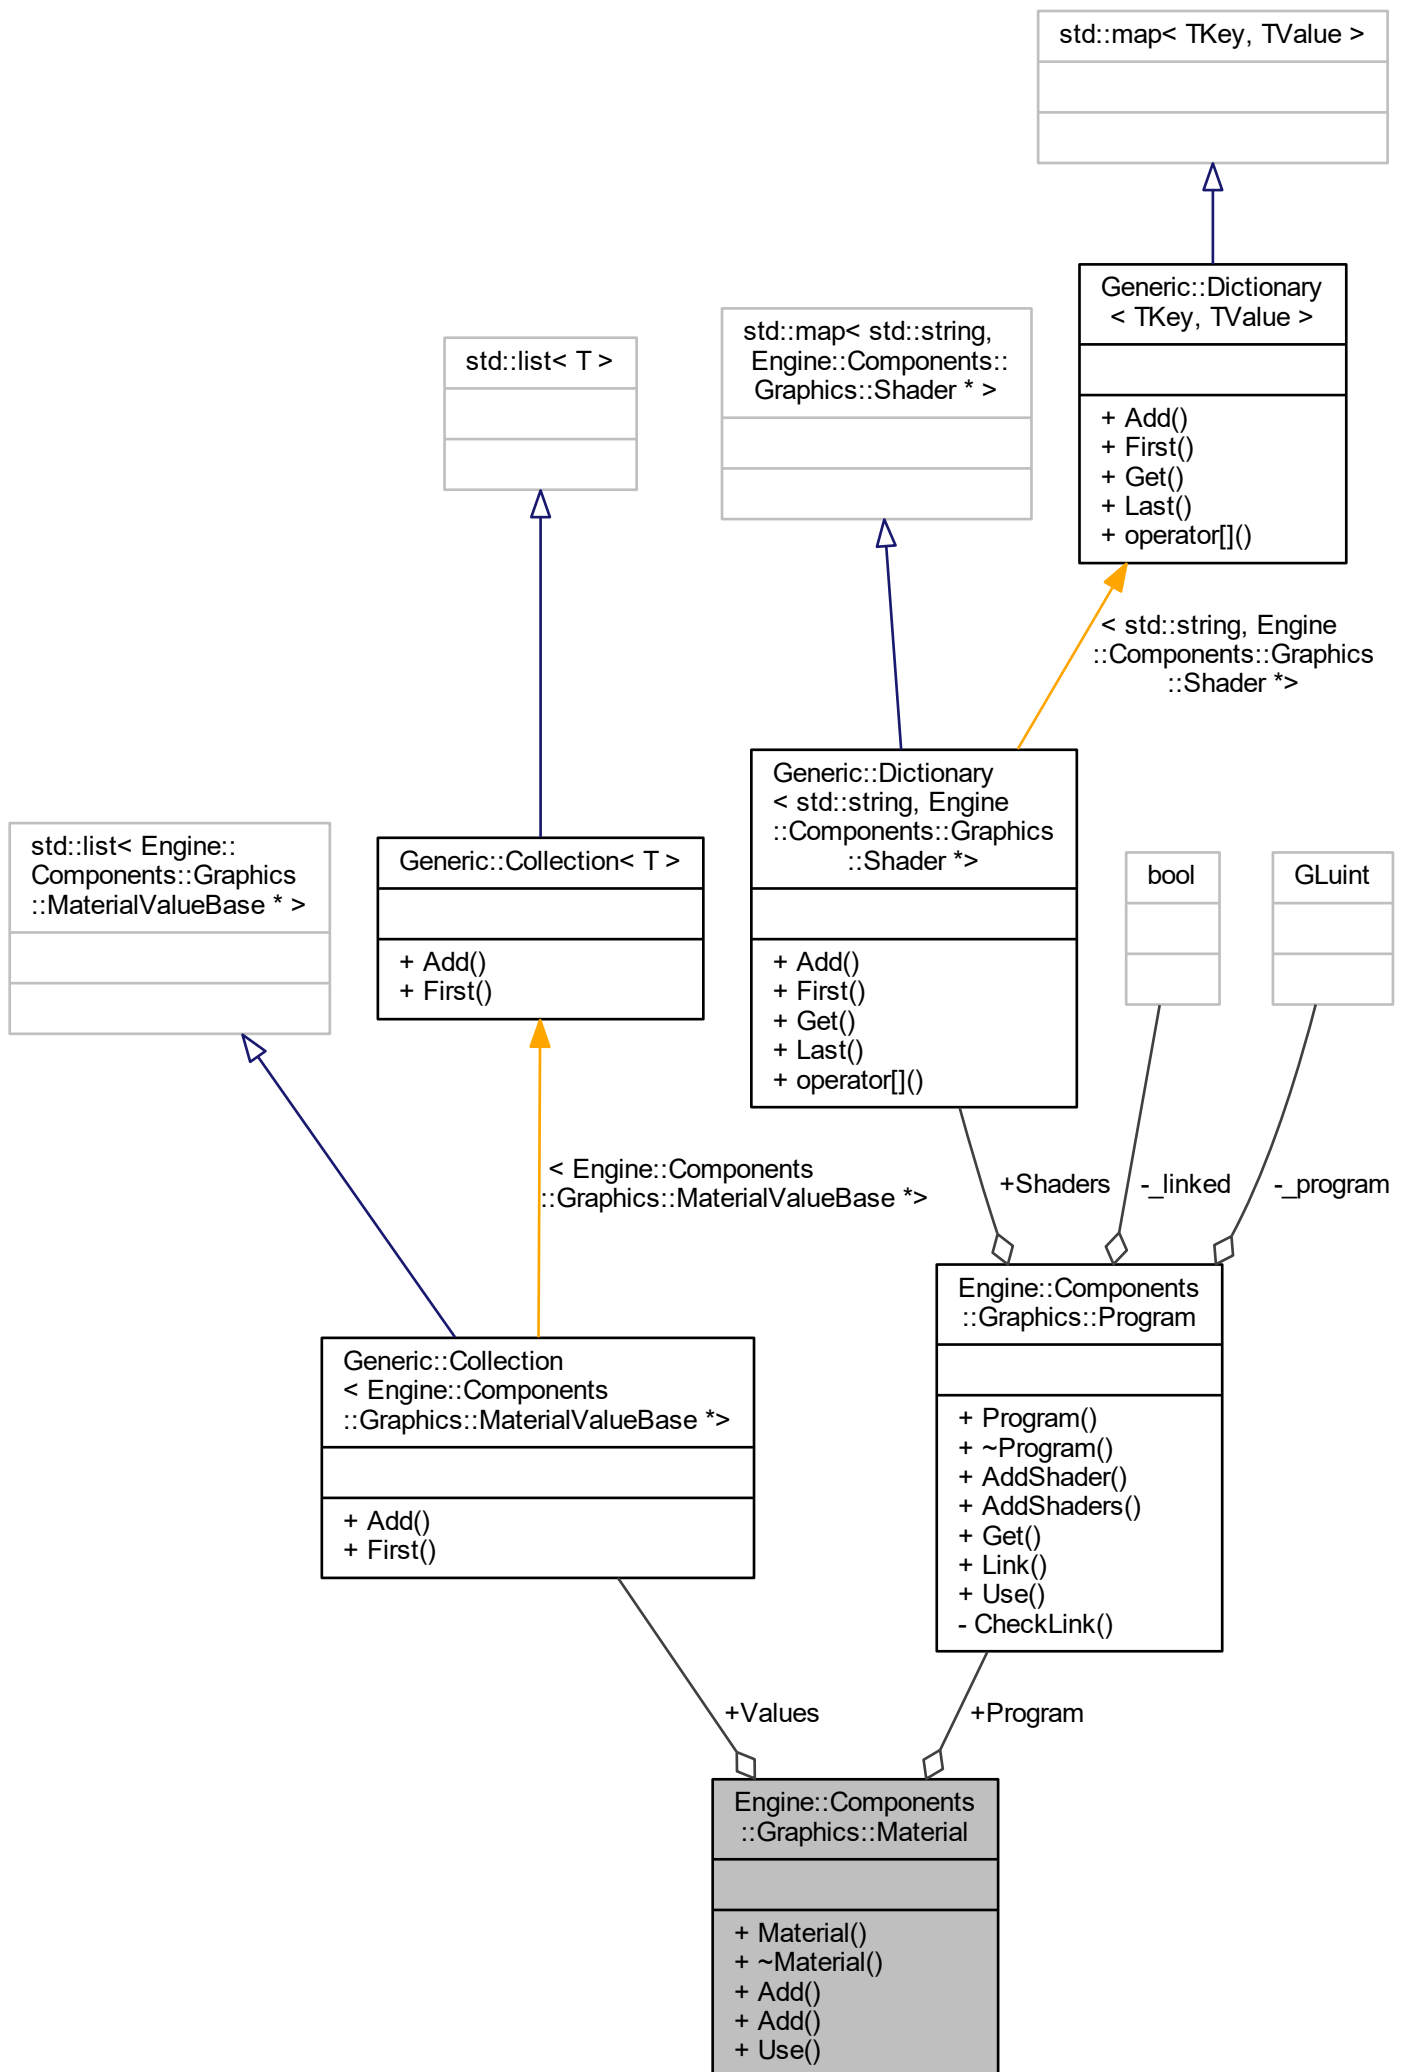 std::map< TKey, TValue >
Generic::Dictionary
< TKey, TValue >
+ Add()
+ First()
+ Get()
+ Last()
+ operator[]()
std::map< std::string,
Engine::Components::
Graphics::Shader * >
std::list< T >
< std::string, Engine
::Components::Graphics
::Shader *>
Generic::Dictionary
< std::string, Engine
::Components::Graphics
::Shader *>
+ Add()
+ First()
+ Get()
+ Last()
+ operator[]()
std::list< Engine::
Components::Graphics
::MaterialValueBase * >
Generic::Collection< T >
+ Add()
+ First()
bool
GLuint
< Engine::Components
::Graphics::MaterialValueBase *>
+Shaders
-_linked
-_program
Generic::Collection
< Engine::Components
::Graphics::MaterialValueBase *>
+ Add()
+ First()
Engine::Components
::Graphics::Program
+ Program()
+ ~Program()
+ AddShader()
+ AddShaders()
+ Get()
+ Link()
+ Use()
- CheckLink()
+Values
+Program
Engine::Components
::Graphics::Material
+ Material()
+ ~Material()
+ Add()
+ Add()
+ Use()